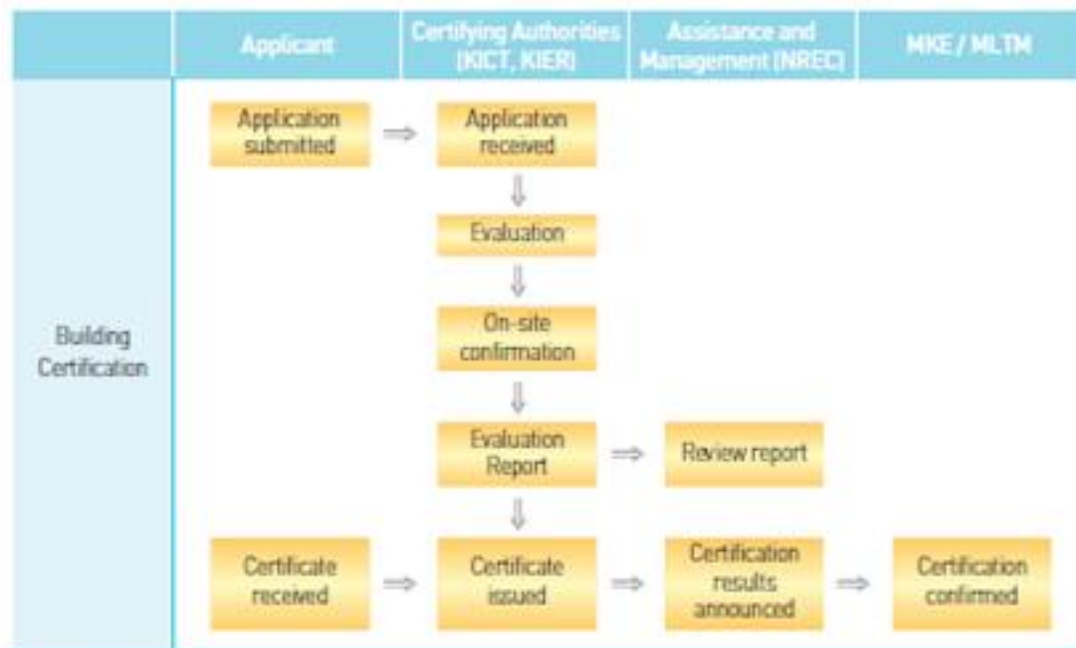 Applicant
Certifying Authorities
(KICT, KIER)
Assistance and
Management (NREC)
MKE / MLTM
Building
Certification
Application
submitted
Application
received
Evaluation
On-site
confirmation
Evaluation
Report
Review report
Certificate
received
Certificate
issued
Certification
results
announced
Certification
confirmed